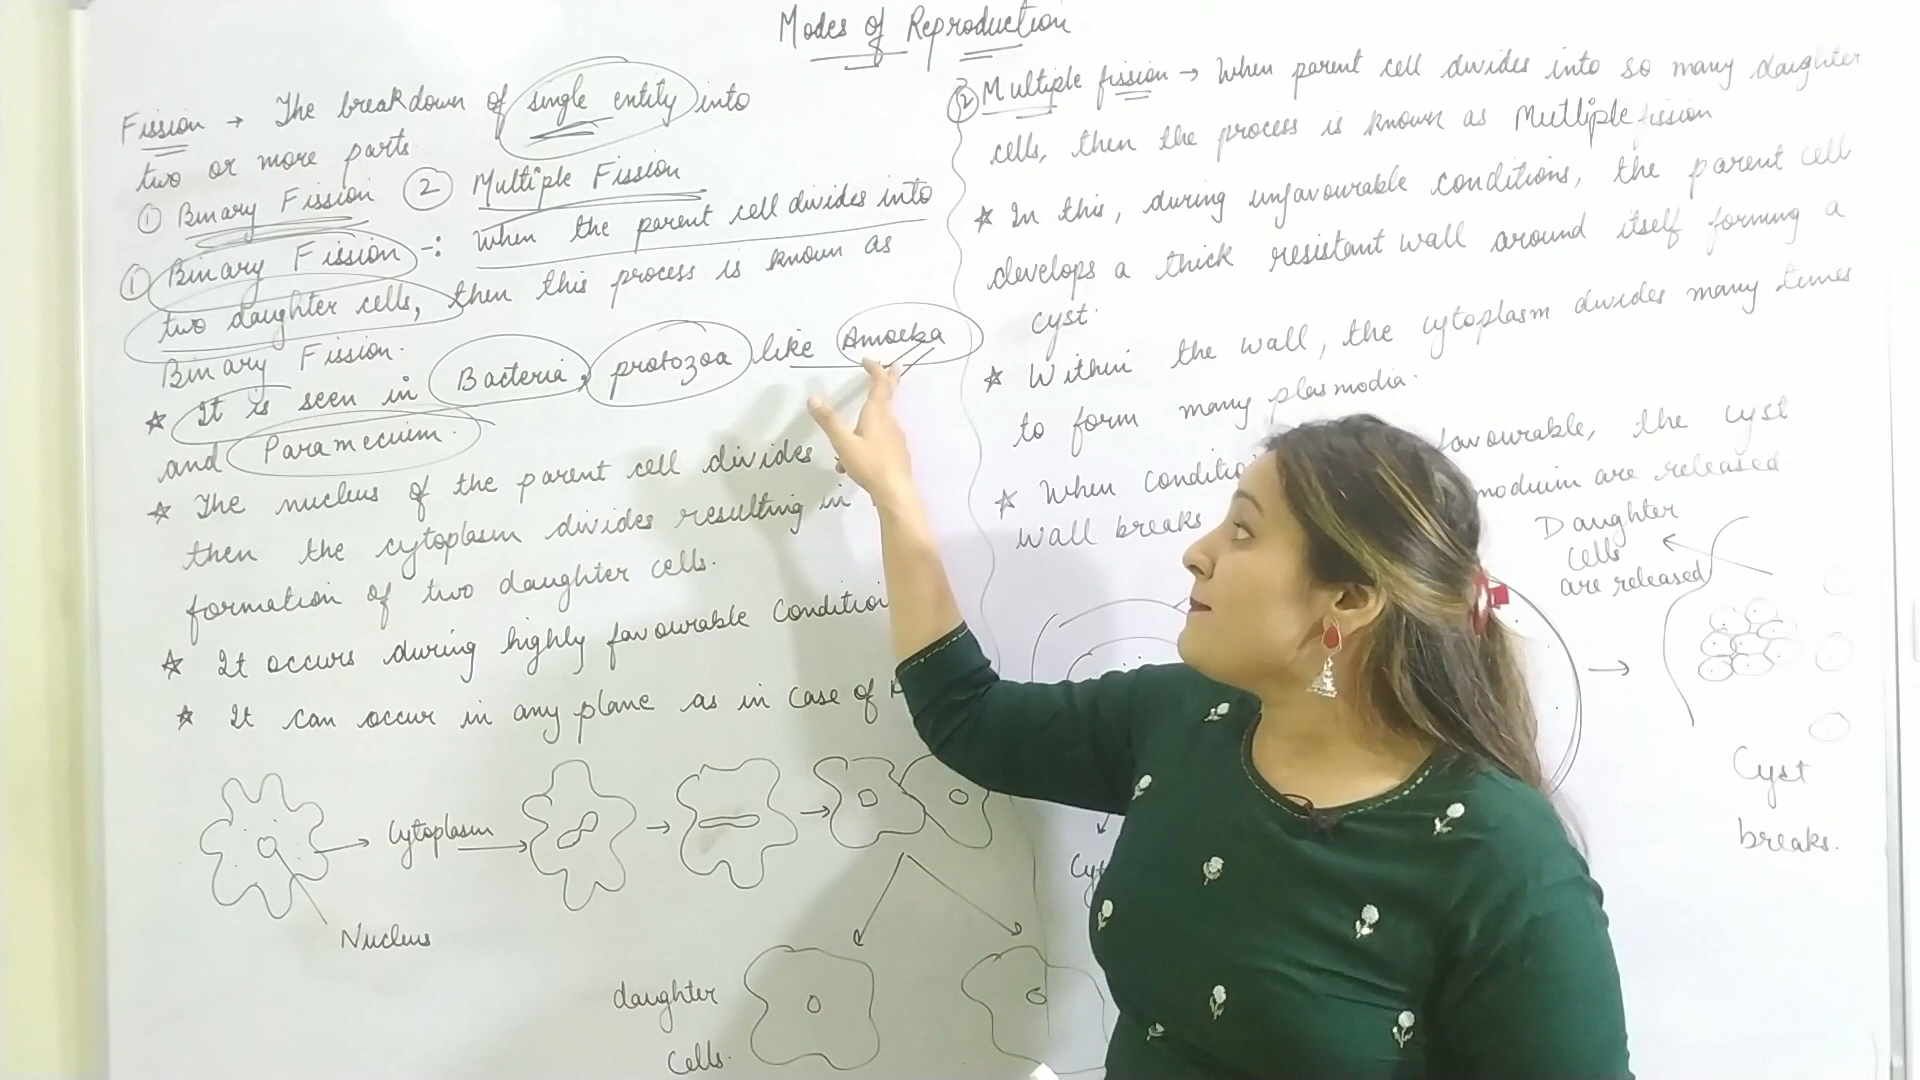 Modes of Reproduction
Fission → The breakdown of single entity into
two or more parts
① Binary Fission ② Multiple Fission
① Binary Fission -: When the parent cell divides into
two daughter cells, then this process is known as
Binary Fission.
★ It is seen in Bacteria, protozoa like Amoeba
and Paramecium.
★ The nucleus of the parent cell divides
then the cytoplasm divides resulting in
formation of two daughter cells.
★ It occurs during highly favourable
★ It can occur in any plane as in case of
→ Cytoplasm →
Nucleus
daughter
cells.
② Multiple fission → When parent cell divides into so many daughter
cells, then the process is known as Mutliple fission
★ In this, during unfavourable conditions, the parent cell
develops a thick resistant wall around itself forming a
cyst.
★ Within the wall, the cytoplasm divides many times
to form many plasmodia.
★ When favourable, the cyst
wall breaks are released
Daughter
cells
are released
Cyst
breaks.